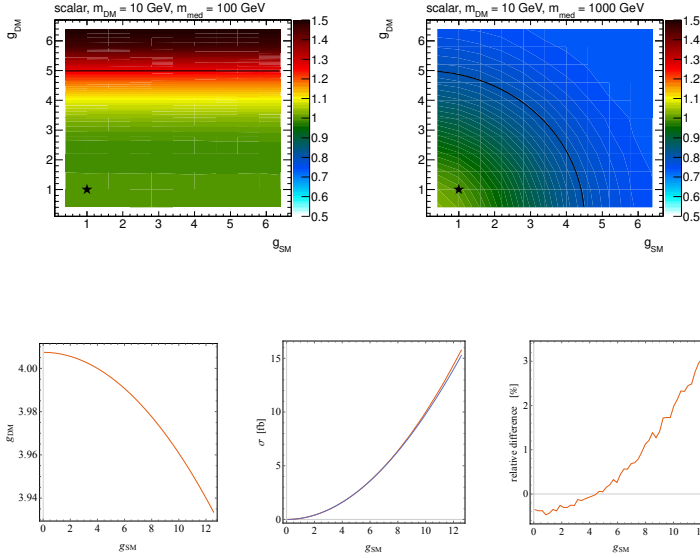 scalar, m_DM = 10 GeV, m_med = 100 GeV
g_DM
6
5
4
3
2
1
1 2 3 4 5 6
g_SM
1.5
1.4
1.3
1.2
1.1
1
0.9
0.8
0.7
0.6
0.5
scalar, m_DM = 10 GeV, m_med = 1000 GeV
g_DM
6
5
4
3
2
1
1 2 3 4 5 6
g_SM
1.5
1.4
1.3
1.2
1.1
1
0.9
0.8
0.7
0.6
0.5
g_DM
4.00
3.98
3.96
3.94
0 2 4 6 8 10 12
g_SM
σ [fb]
15
10
5
0
0 2 4 6 8 10 12
g_SM
relative difference [%]
3
2
1
0
0 2 4 6 8 10 12
g_SM